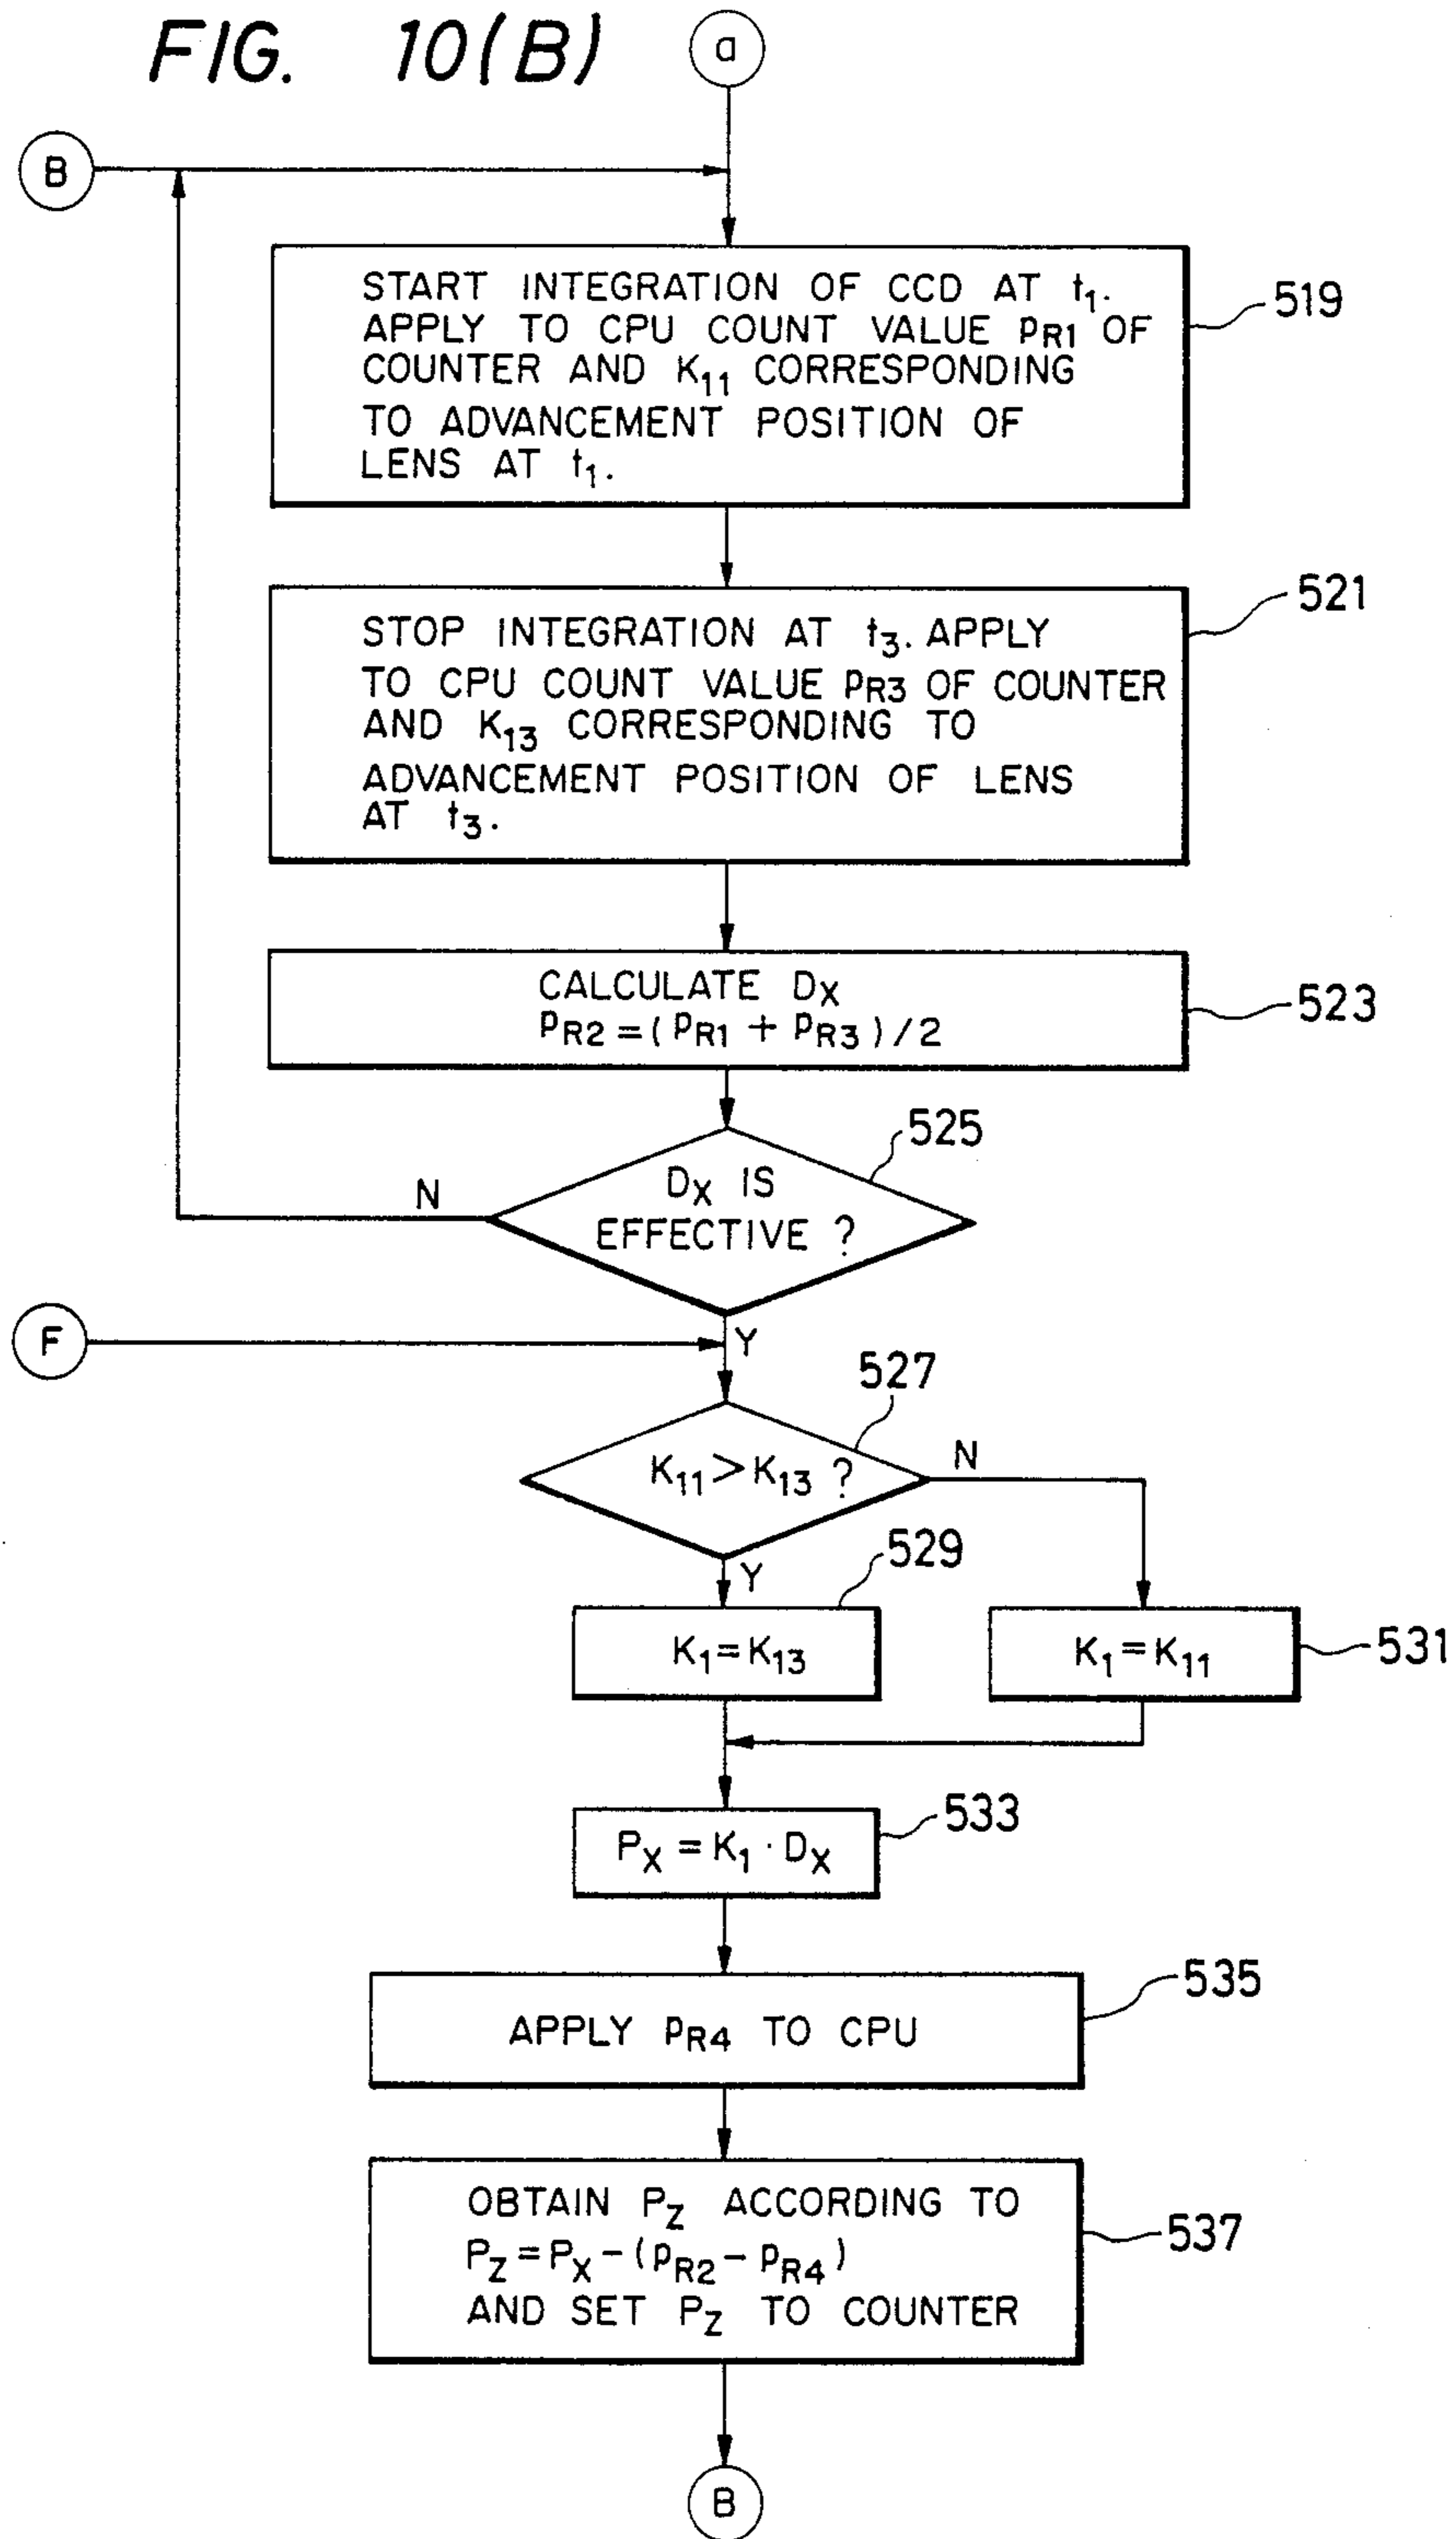 FIG. 10(B)
a
B
START INTEGRATION OF CCD AT t₁.
APPLY TO CPU COUNT VALUE pR1 OF
COUNTER AND K₁₁ CORRESPONDING
TO ADVANCEMENT POSITION OF
LENS AT t₁.
519
STOP INTEGRATION AT t₃. APPLY
TO CPU COUNT VALUE pR3 OF COUNTER
AND K₁₃ CORRESPONDING TO
ADVANCEMENT POSITION OF LENS
AT t₃.
521
CALCULATE DX
pR2 = (pR1 + pR3) / 2
523
DX IS
EFFECTIVE ?
525
N
Y
F
K₁₁ > K₁₃ ?
527
N
Y
K₁ = K₁₃
529
K₁ = K₁₁
531
PX = K₁ · DX
533
APPLY pR4 TO CPU
535
OBTAIN PZ ACCORDING TO
PZ = PX - (pR2 - pR4)
AND SET PZ TO COUNTER
537
B